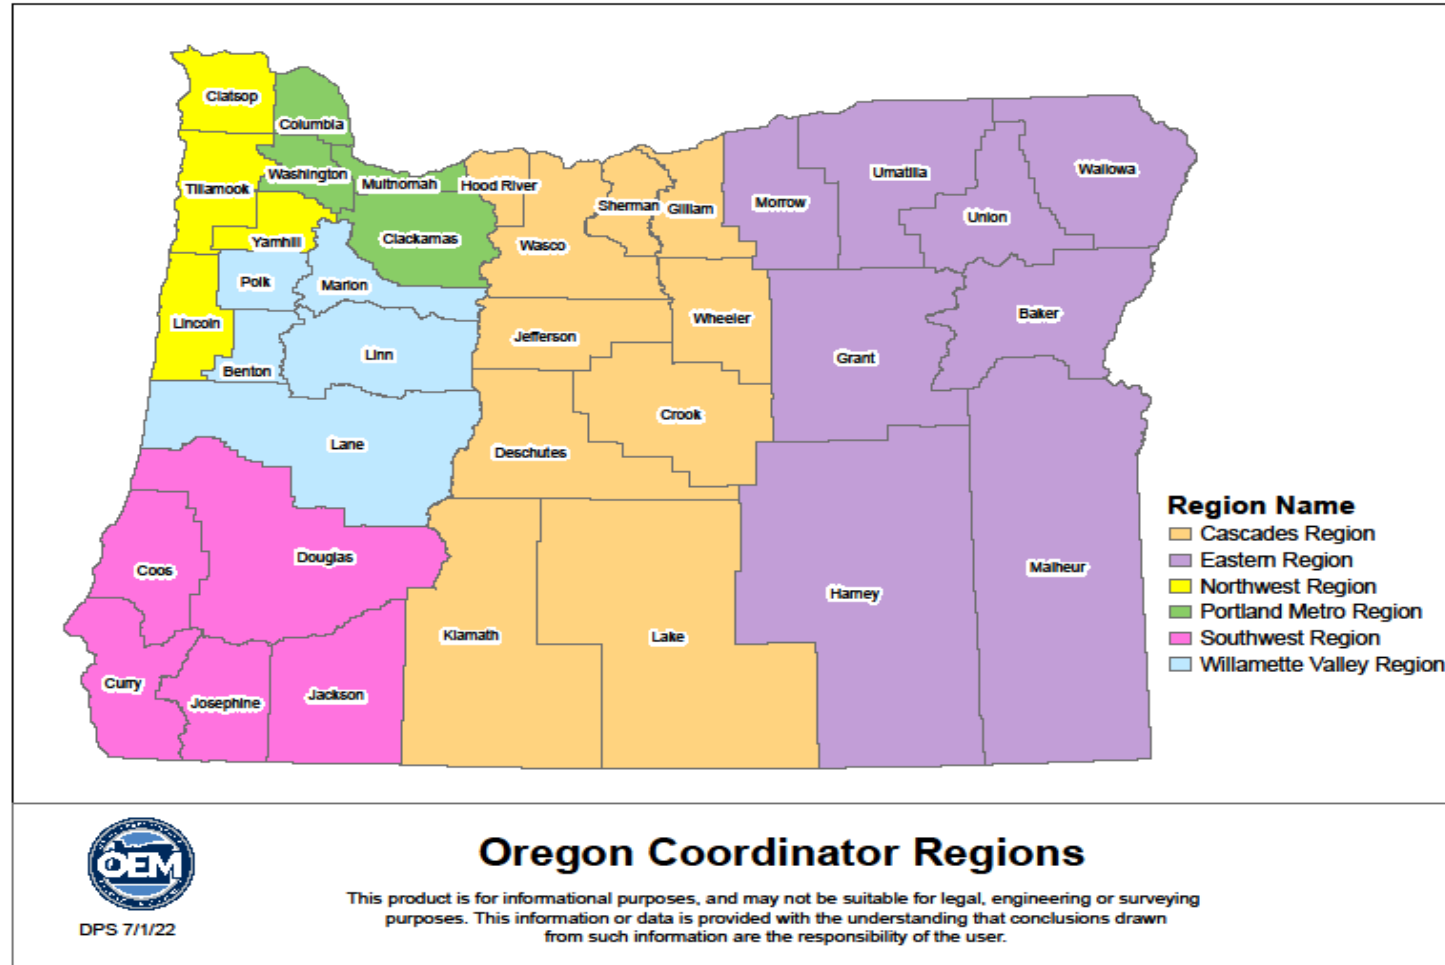 Clatsop
Columbia
Washington
Tillamook
Multnomah
Hood River
Sherman
Gilliam
Morrow
Umatilla
Union
Wallowa
Yamhill
Clackamas
Wasco
Polk
Marion
Lincoln
Jefferson
Wheeler
Baker
Benton
Linn
Grant
Crook
Lane
Deschutes
Douglas
Coos
Klamath
Lake
Harney
Malheur
Curry
Josephine
Jackson
Region Name
Cascades Region
Eastern Region
Northwest Region
Portland Metro Region
Southwest Region
Willamette Valley Region
OEM
DPS 7/1/22
Oregon Coordinator Regions
This product is for informational purposes, and may not be suitable for legal, engineering or surveying
purposes. This information or data is provided with the understanding that conclusions drawn
from such information are the responsibility of the user.